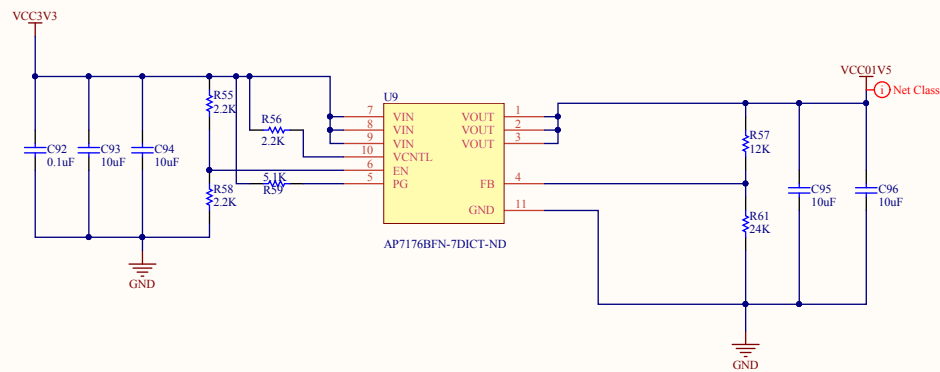 VCC3V3
VCC01V5
i Net Class
U9
R55
2.2K
R56
2.2K
7 VIN VOUT 1
8 VIN VOUT 2
9 VIN VOUT 3
10 VCNTL
6 EN
5 PG FB 4
GND 11
R57
12K
C92
0.1uF
C93
10uF
C94
10uF
5.1K
R59
R58
2.2K
C95
10uF
C96
10uF
R61
24K
AP7176BFN-7DICT-ND
GND
GND